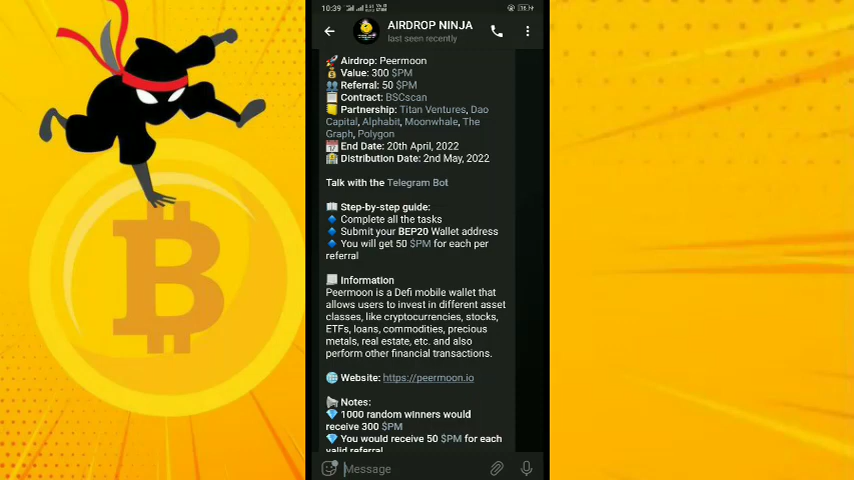 10:39
AIRDROP NINJA
last seen recently
Airdrop: Peermoon
Value: 300 $PM
Referral: 50 $PM
Contract: BSCscan
Partnership: Titan Ventures, Dao
Capital, Alphabit, Moonwhale, The
Graph, Polygon
End Date: 20th April, 2022
Distribution Date: 2nd May, 2022
Talk with the Telegram Bot
Step-by-step guide:
Complete all the tasks
Submit your BEP20 Wallet address
You will get 50 $PM for each per
referral
Information
Peermoon is a Defi mobile wallet that
allows users to invest in different asset
classes, like cryptocurrencies, stocks,
ETFs, loans, commodities, precious
metals, real estate, etc. and also
perform other financial transactions.
Website: https://peermoon.io
Notes:
1000 random winners would
receive 300 $PM
You would receive 50 $PM for each
valid referral
Message